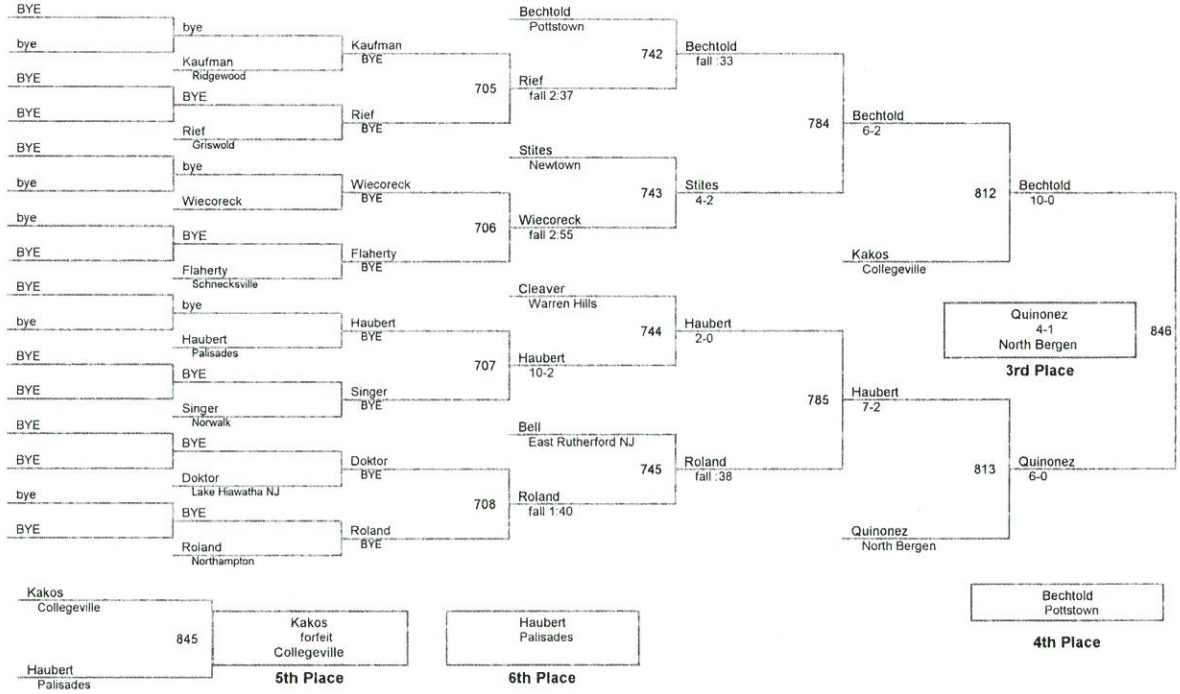 BYE
bye
BYE
BYE
BYE
bye
bye
BYE
BYE
bye
BYE
BYE
BYE
BYE
bye
BYE
bye
Kaufman
Ridgewood
BYE
Rief
Griswold
bye
Wiecoreck
BYE
Flaherty
Schnecksville
bye
Haubert
Palisades
BYE
Singer
Norwalk
BYE
Doktor
Lake Hiawatha NJ
BYE
Roland
Northampton
Kaufman
BYE
705
Rief
BYE
Wiecoreck
BYE
706
Flaherty
BYE
Haubert
BYE
707
Singer
BYE
Doktor
BYE
708
Roland
BYE
Bechtold
Pottstown
742
Rief
fall 2:37
Stites
Newtown
743
Wiecoreck
fall 2:55
Cleaver
Warren Hills
744
Haubert
10-2
Bell
East Rutherford NJ
745
Roland
fall 1:40
Bechtold
fall :33
784
Stites
4-2
Haubert
2-0
785
Roland
fall :38
Bechtold
6-2
812
Kakos
Collegeville
Haubert
7-2
813
Quinonez
North Bergen
Bechtold
10-0
846
Quinonez
6-0
Quinonez
4-1
North Bergen
3rd Place
Bechtold
Pottstown
4th Place
Kakos
Collegeville
845
Haubert
Palisades
Kakos
forfeit
Collegeville
5th Place
Haubert
Palisades
6th Place